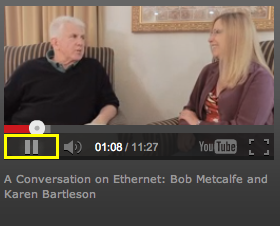 01:08 / 11:27 YouTube
A Conversation on Ethernet: Bob Metcalfe and
Karen Bartleson